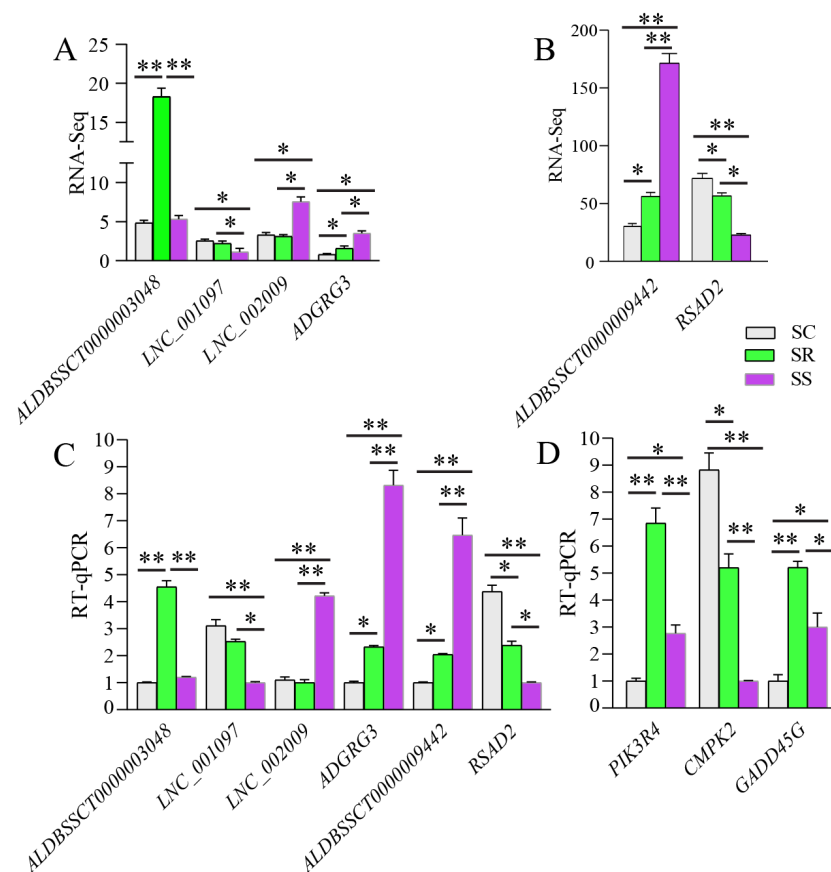 A
RNA-Seq
25
20
15
10
5
0
** **
* *
* *
* * *
ALDBSSCT0000003048
LNC_001097
LNC_002009
ADGRG3
B
RNA-Seq
200
150
100
50
0
**
**
*
**
*
*
ALDBSSCT0000009442
RSAD2
SC
SR
SS
C
RT-qPCR
10
9
8
7
6
5
4
3
2
1
0
** **
**
*
**
**
**
**
*
**
**
*
**
*
*
ALDBSSCT0000003048
LNC_001097
LNC_002009
ADGRG3
ALDBSSCT0000009442
RSAD2
D
RT-qPCR
10
9
8
7
6
5
4
3
2
1
0
*
** **
*
**
**
*
** *
PIK3R4
CMPK2
GADD45G